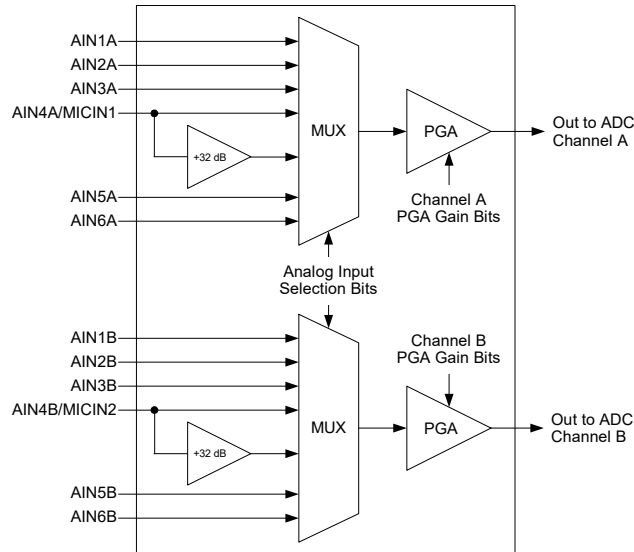 AIN1A
AIN2A
AIN3A
AIN4A/MICIN1
MUX
PGA
Out to ADC
Channel A
+32 dB
AIN5A
AIN6A
Channel A
PGA Gain Bits
Analog Input
Selection Bits
AIN1B
AIN2B
AIN3B
AIN4B/MICIN2
Channel B
PGA Gain Bits
MUX
PGA
Out to ADC
Channel B
+32 dB
AIN5B
AIN6B